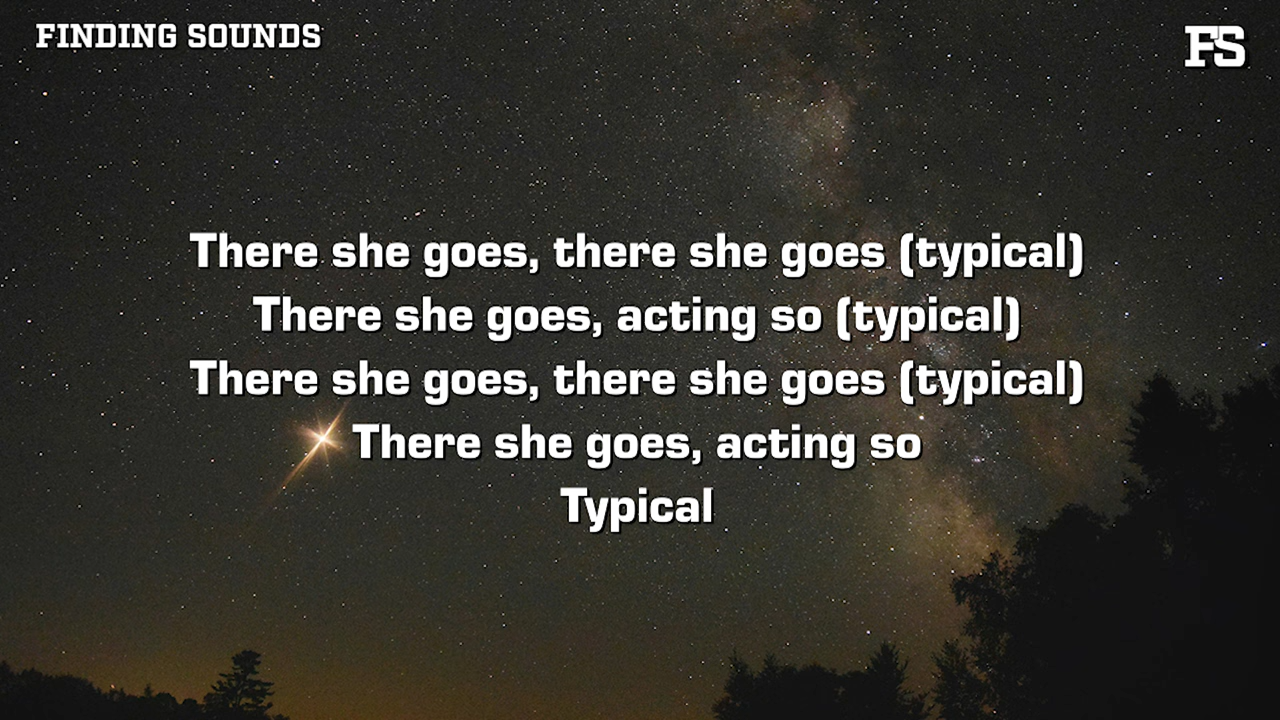 FINDING SOUNDS
FS
There she goes, there she goes (typical)
There she goes, acting so (typical)
There she goes, there she goes (typical)
There she goes, acting so
Typical